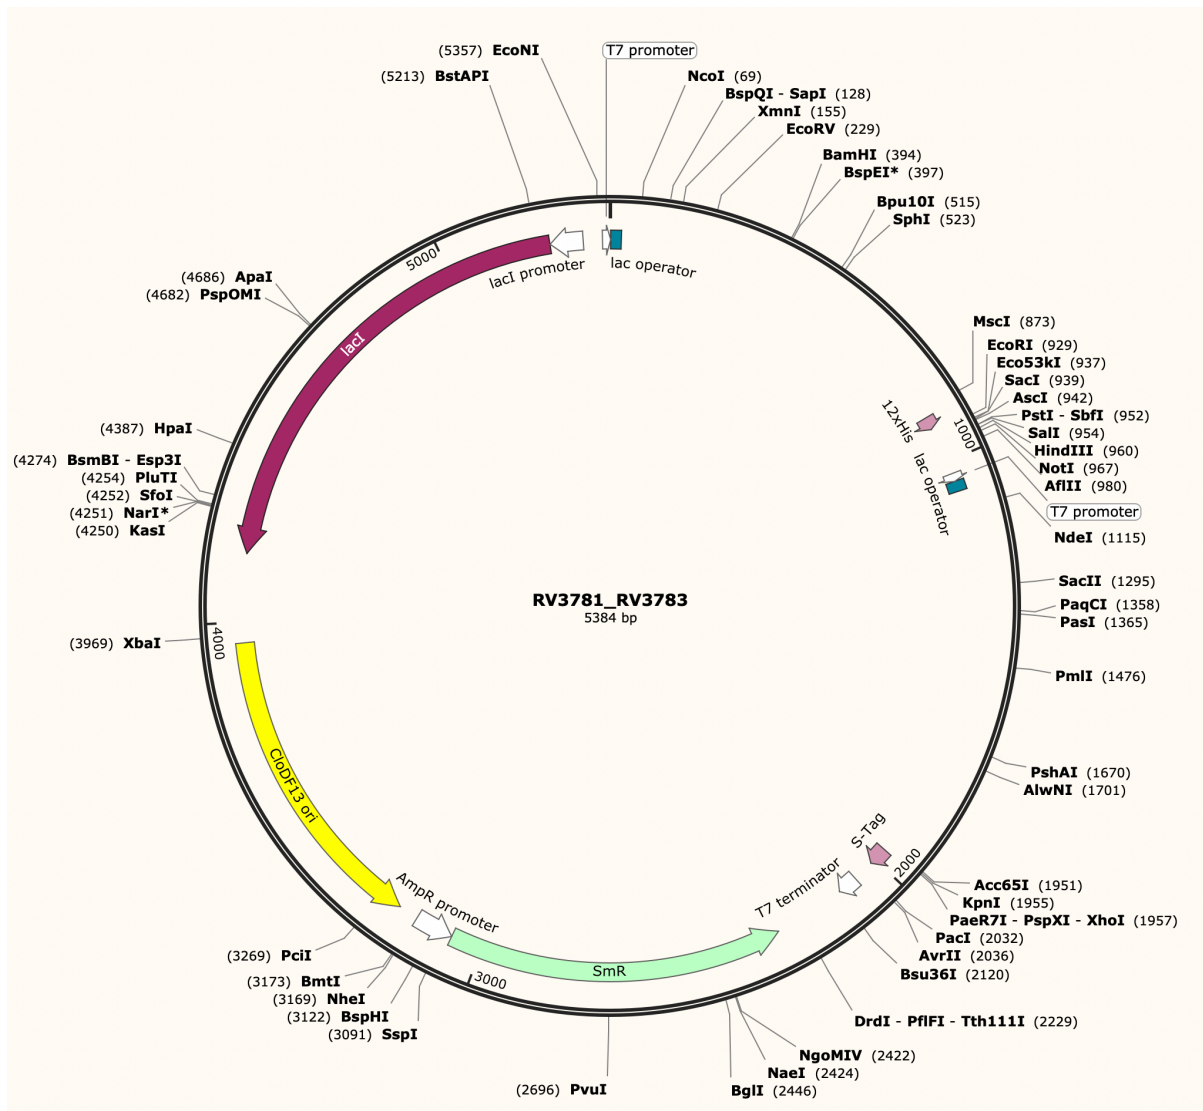 (5357) EcoNI
T7 promoter
(5213) BstAPI
NcoI (69)
BspQI - SapI (128)
XmnI (155)
EcoRV (229)
BamHI (394)
BspEI* (397)
Bpu10I (515)
SphI (523)
lacI promoter
lac operator
5000
(4686) ApaI
(4682) PspOMI
lacI
MscI (873)
EcoRI (929)
Eco53kI (937)
SacI (939)
AscI (942)
PstI - SbfI (952)
SalI (954)
HindIII (960)
NotI (967)
AflII (980)
T7 promoter
NdeI (1115)
12xHis
1000
lac operator
(4387) HpaI
(4274) BsmBI - Esp3I
(4254) PluTI
(4252) SfoI
(4251) NarI*
(4250) KasI
SacII (1295)
PaqCI (1358)
PasI (1365)
RV3781_RV3783
5384 bp
(3969) XbaI
4000
PmlI (1476)
PshAI (1670)
AlwNI (1701)
CloDF13 ori
S-Tag
2000
T7 terminator
AmpR promoter
Acc65I (1951)
KpnI (1955)
PaeR7I - PspXI - XhoI (1957)
PacI (2032)
AvrII (2036)
Bsu36I (2120)
(3269) PciI
(3173) BmtI
(3169) NheI
(3122) BspHI
(3091) SspI
3000
SmR
DrdI - PflFI - Tth111I (2229)
NgoMIV (2422)
NaeI (2424)
BglI (2446)
(2696) PvuI